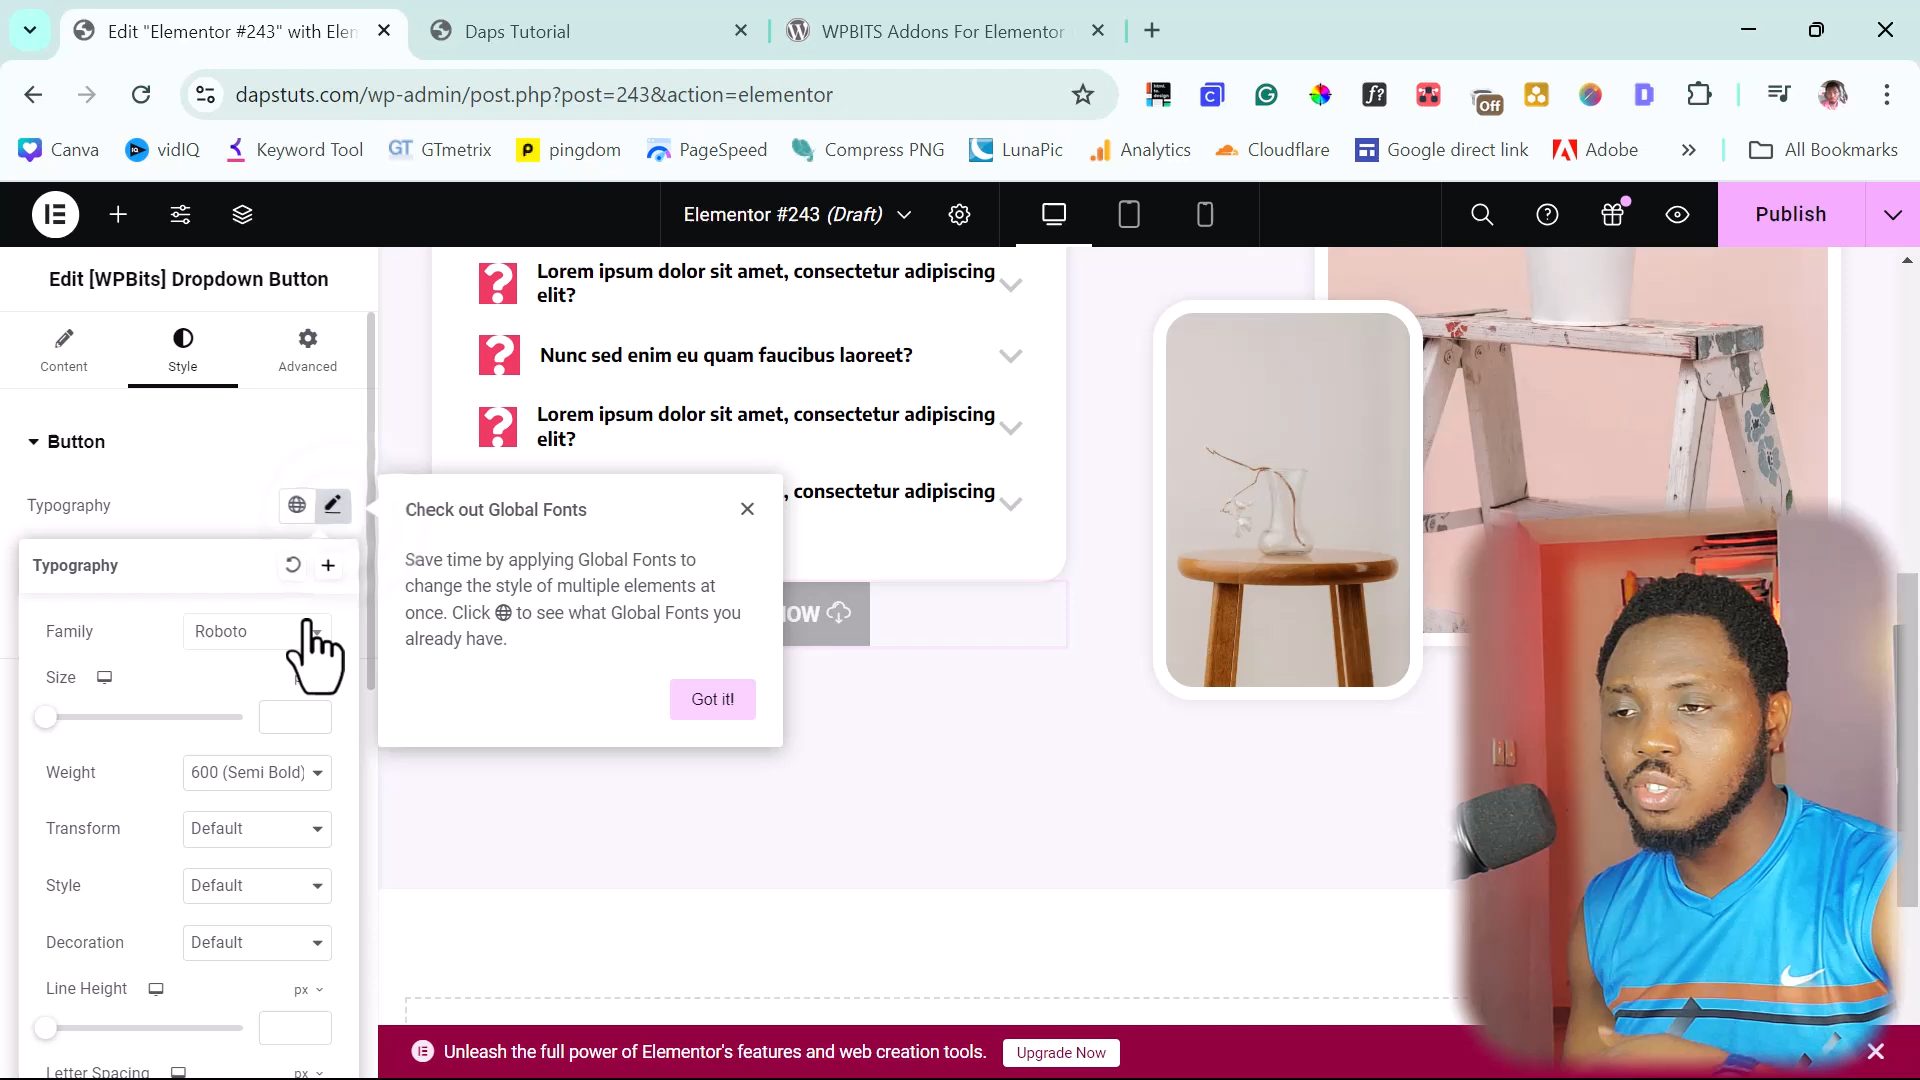 Edit "Elementor #243" with Elem
Daps Tutorial
WPBITS Addons For Elementor
dapstuts.com/wp-admin/post.php?post=243&action=elementor
Off
Canva
vidIQ
Keyword Tool
GTmetrix
pingdom
PageSpeed
Compress PNG
LunaPic
Analytics
Cloudflare
Google direct link
Adobe
All Bookmarks
Elementor #243 (Draft)
Publish
Edit [WPBits] Dropdown Button
Content
Style
Advanced
Button
Typography
Typography
Family
Roboto
Size
Weight
600 (Semi Bold)
Transform
Default
Style
Default
Decoration
Default
Line Height
px
Letter Spacing
px
Check out Global Fonts
Save time by applying Global Fonts to
change the style of multiple elements at
once. Click to see what Global Fonts you
already have.
Got it!
Lorem ipsum dolor sit amet, consectetur adipiscing
elit?
Nunc sed enim eu quam faucibus laoreet?
Lorem ipsum dolor sit amet, consectetur adipiscing
elit?
, consectetur adipiscing
Unleash the full power of Elementor's features and web creation tools.
Upgrade Now